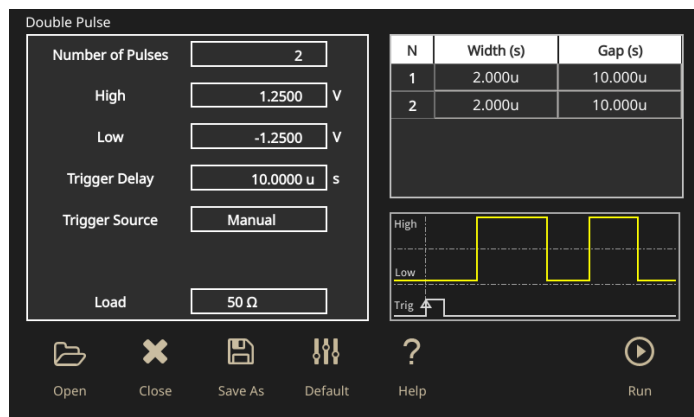 Double Pulse
Number of Pulses 2
High 1.2500 V
Low -1.2500 V
Trigger Delay 10.0000 u s
Trigger Source Manual
Load 50 Ω
N Width (s) Gap (s)
1 2.000u 10.000u
2 2.000u 10.000u
High
Low
Trig
Open Close Save As Default Help Run